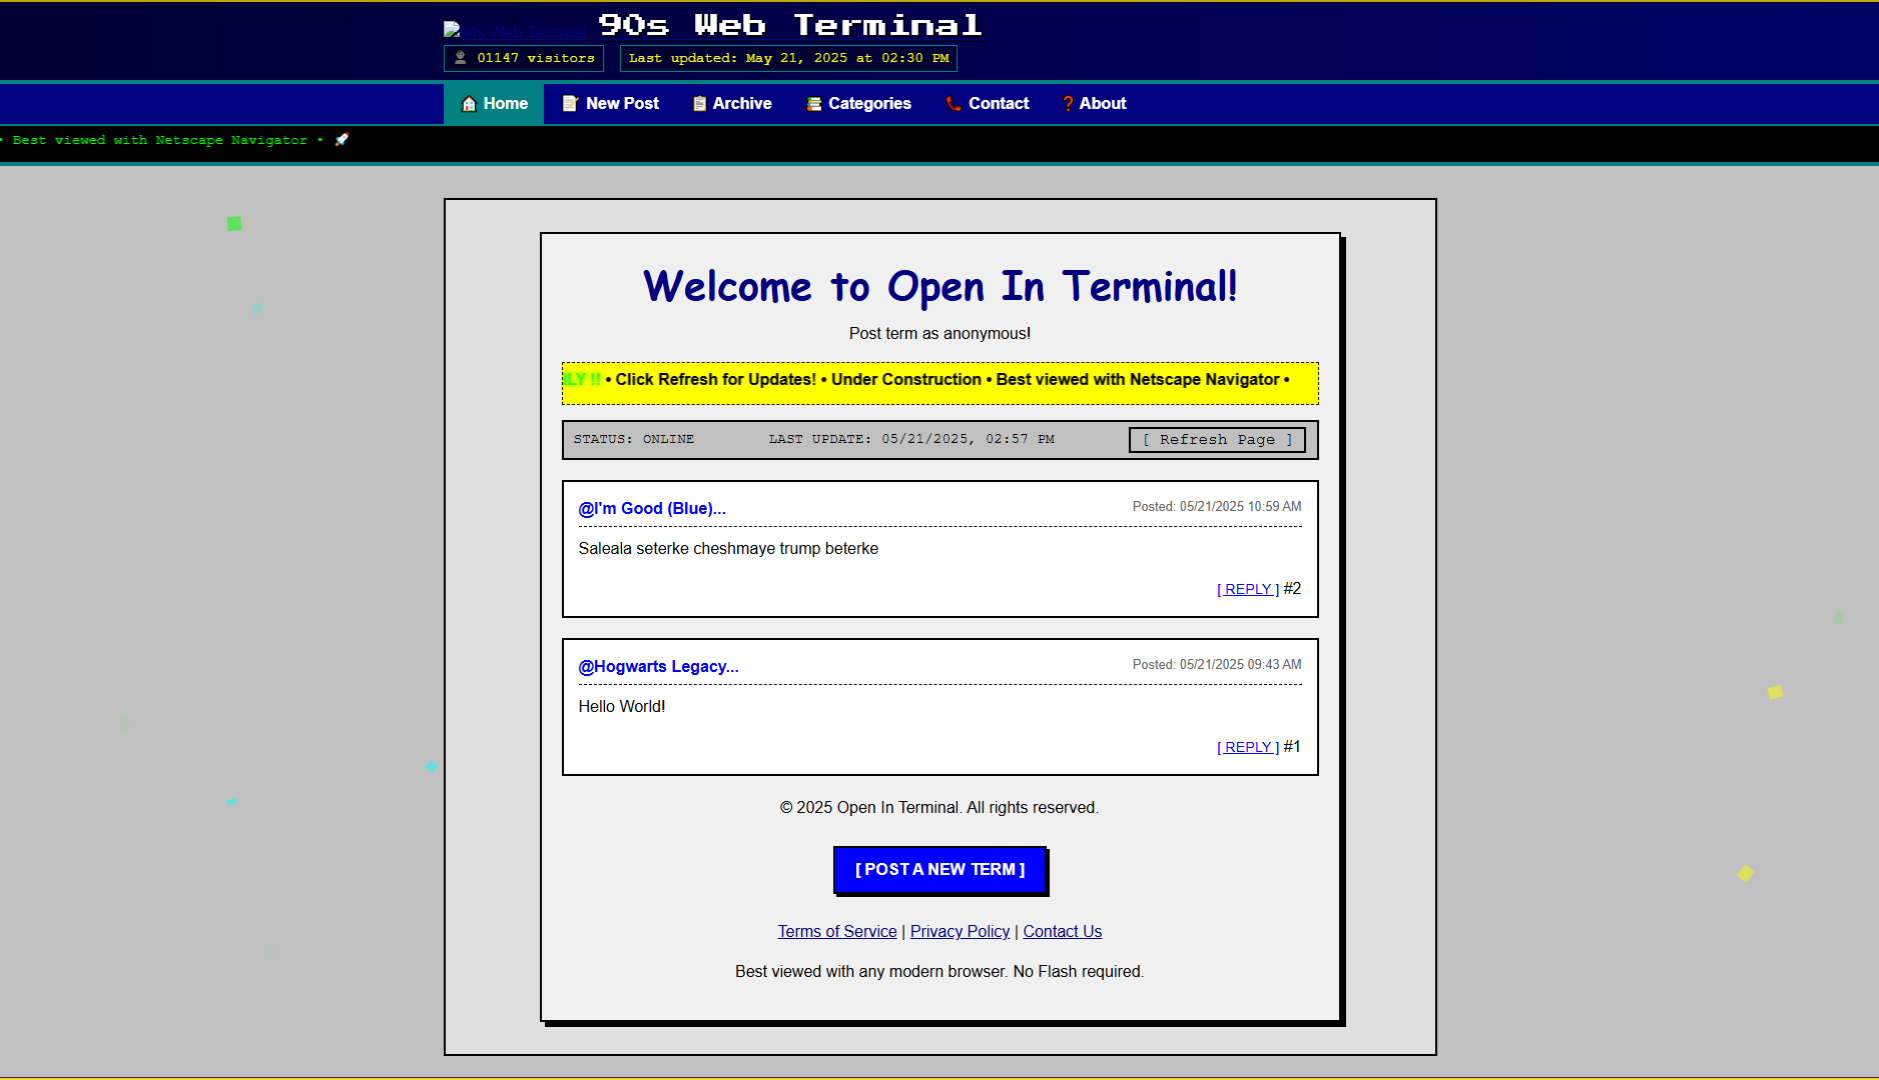 90s Web Terminal 90s Web Terminal
01147 visitors Last updated: May 21, 2025 at 02:30 PM
Home New Post Archive Categories Contact ?About
• Best viewed with Netscape Navigator •
Welcome to Open In Terminal!
Post term as anonymous!
ILY !! • Click Refresh for Updates! • Under Construction • Best viewed with Netscape Navigator •
STATUS: ONLINE LAST UPDATE: 05/21/2025, 02:57 PM [ Refresh Page ]
@I'm Good (Blue)... Posted: 05/21/2025 10:59 AM
Saleala seterke cheshmaye trump beterke
[ REPLY ] #2
@Hogwarts Legacy... Posted: 05/21/2025 09:43 AM
Hello World!
[ REPLY ] #1
© 2025 Open In Terminal. All rights reserved.
[ POST A NEW TERM ]
Terms of Service | Privacy Policy | Contact Us
Best viewed with any modern browser. No Flash required.